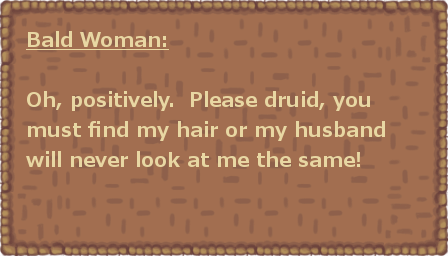 Bald Woman:
Oh, positively.  Please druid, you
must find my hair or my husband
will never look at me the same!